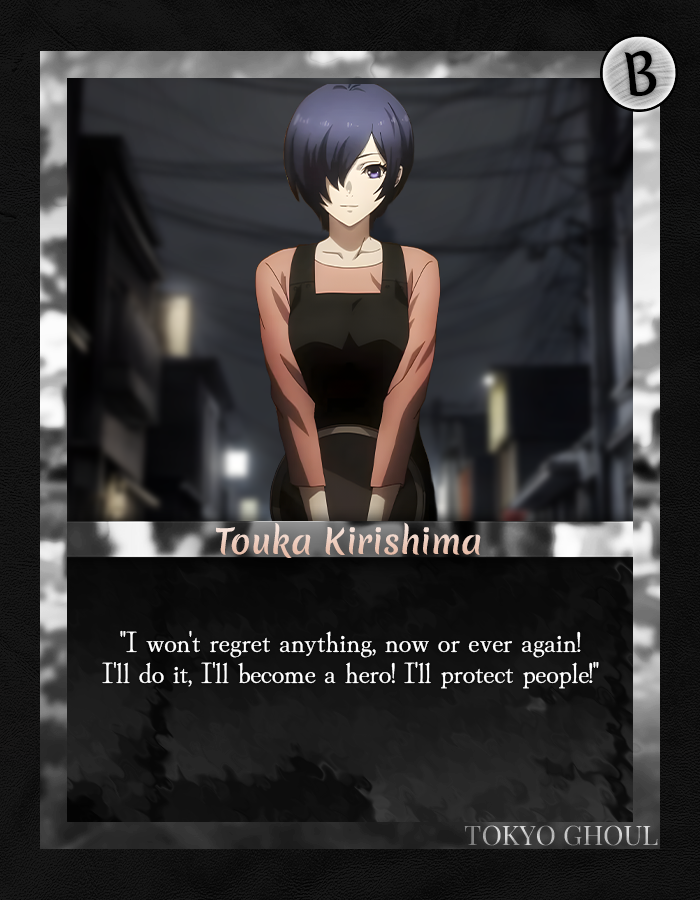 B
Touka Kirishima
"I won't regret anything, now or ever again!
I'll do it, I'll become a hero! I'll protect people!"
TOKYO GHOUL